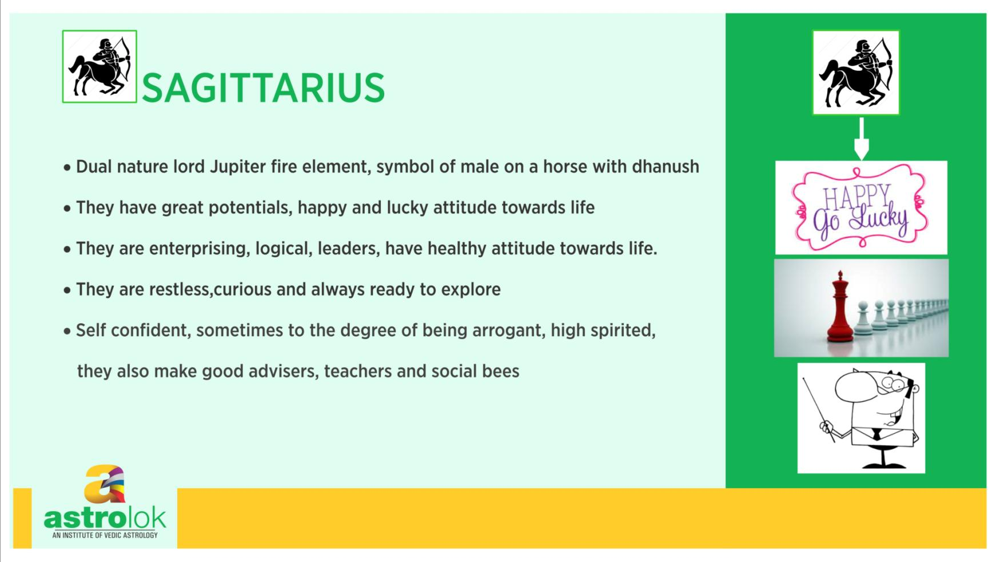 SAGITTARIUS
• Dual nature lord Jupiter fire element, symbol of male on a horse with dhanush
• They have great potentials, happy and lucky attitude towards life
• They are enterprising, logical, leaders, have healthy attitude towards life.
• They are restless,curious and always ready to explore
• Self confident, sometimes to the degree of being arrogant, high spirited,
they also make good advisers, teachers and social bees
HAPPY
Go Lucky
a
astrolok
AN INSTITUTE OF VEDIC ASTROLOGY